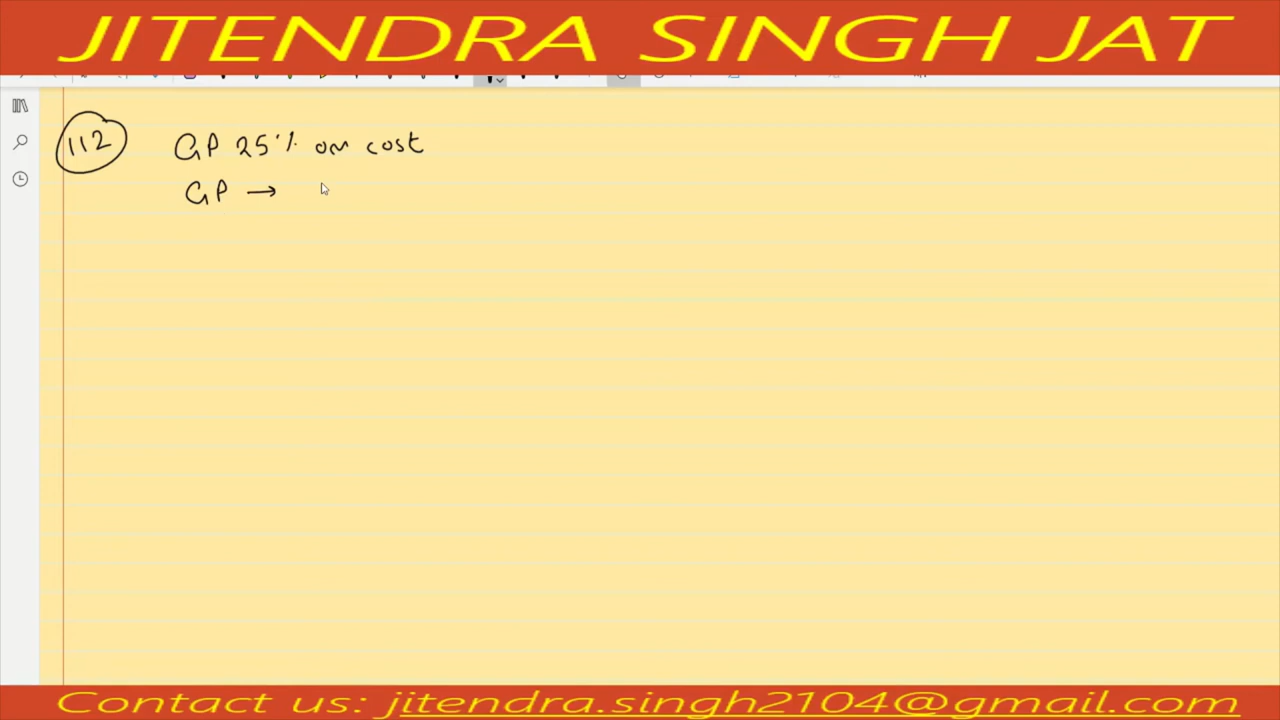 JITENDRA SINGH JAT
112 GP 25% on cost
GP →
Contact us: jitendra.singh2104@gmail.com